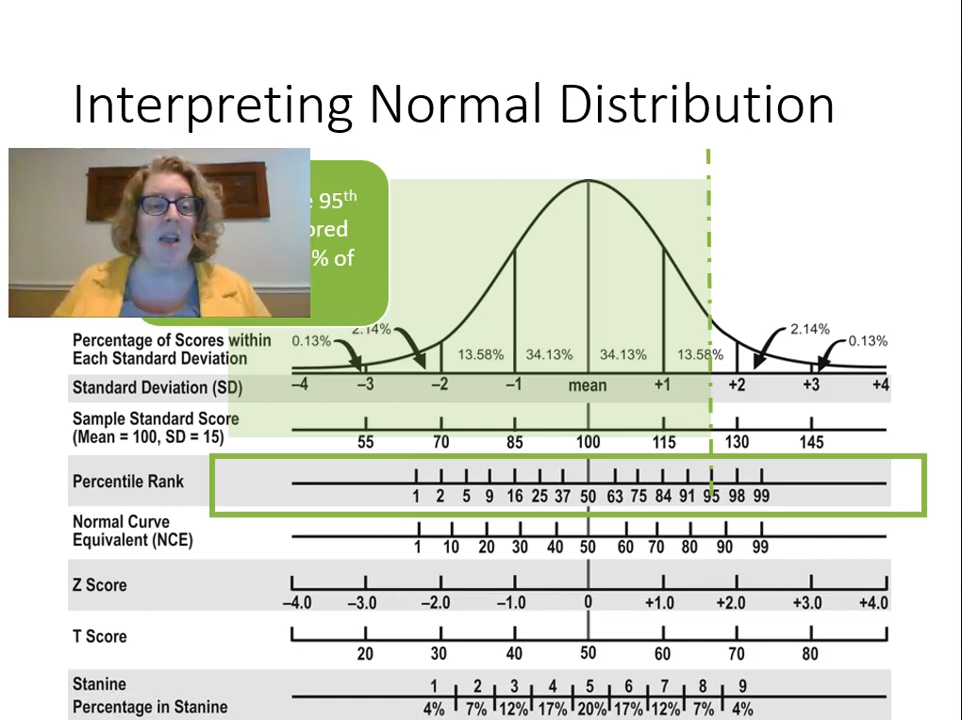 Interpreting Normal Distribution
95th
% of
Percentage of Scores within
Each Standard Deviation
0.13% 2.14% 13.58% 34.13% 34.13% 13.58% 2.14% 0.13%
Standard Deviation (SD) –4 –3 –2 –1 mean +1 +2 +3 +4
Sample Standard Score
(Mean = 100, SD = 15) 55 70 85 100 115 130 145
Percentile Rank 1 2 5 9 16 25 37 50 63 75 84 91 95 98 99
Normal Curve
Equivalent (NCE) 1 10 20 30 40 50 60 70 80 90 99
Z Score –4.0 –3.0 –2.0 –1.0 0 +1.0 +2.0 +3.0 +4.0
T Score 20 30 40 50 60 70 80
Stanine 1 2 3 4 5 6 7 8 9
Percentage in Stanine 4% 7% 12% 17% 20% 17% 12% 7% 4%